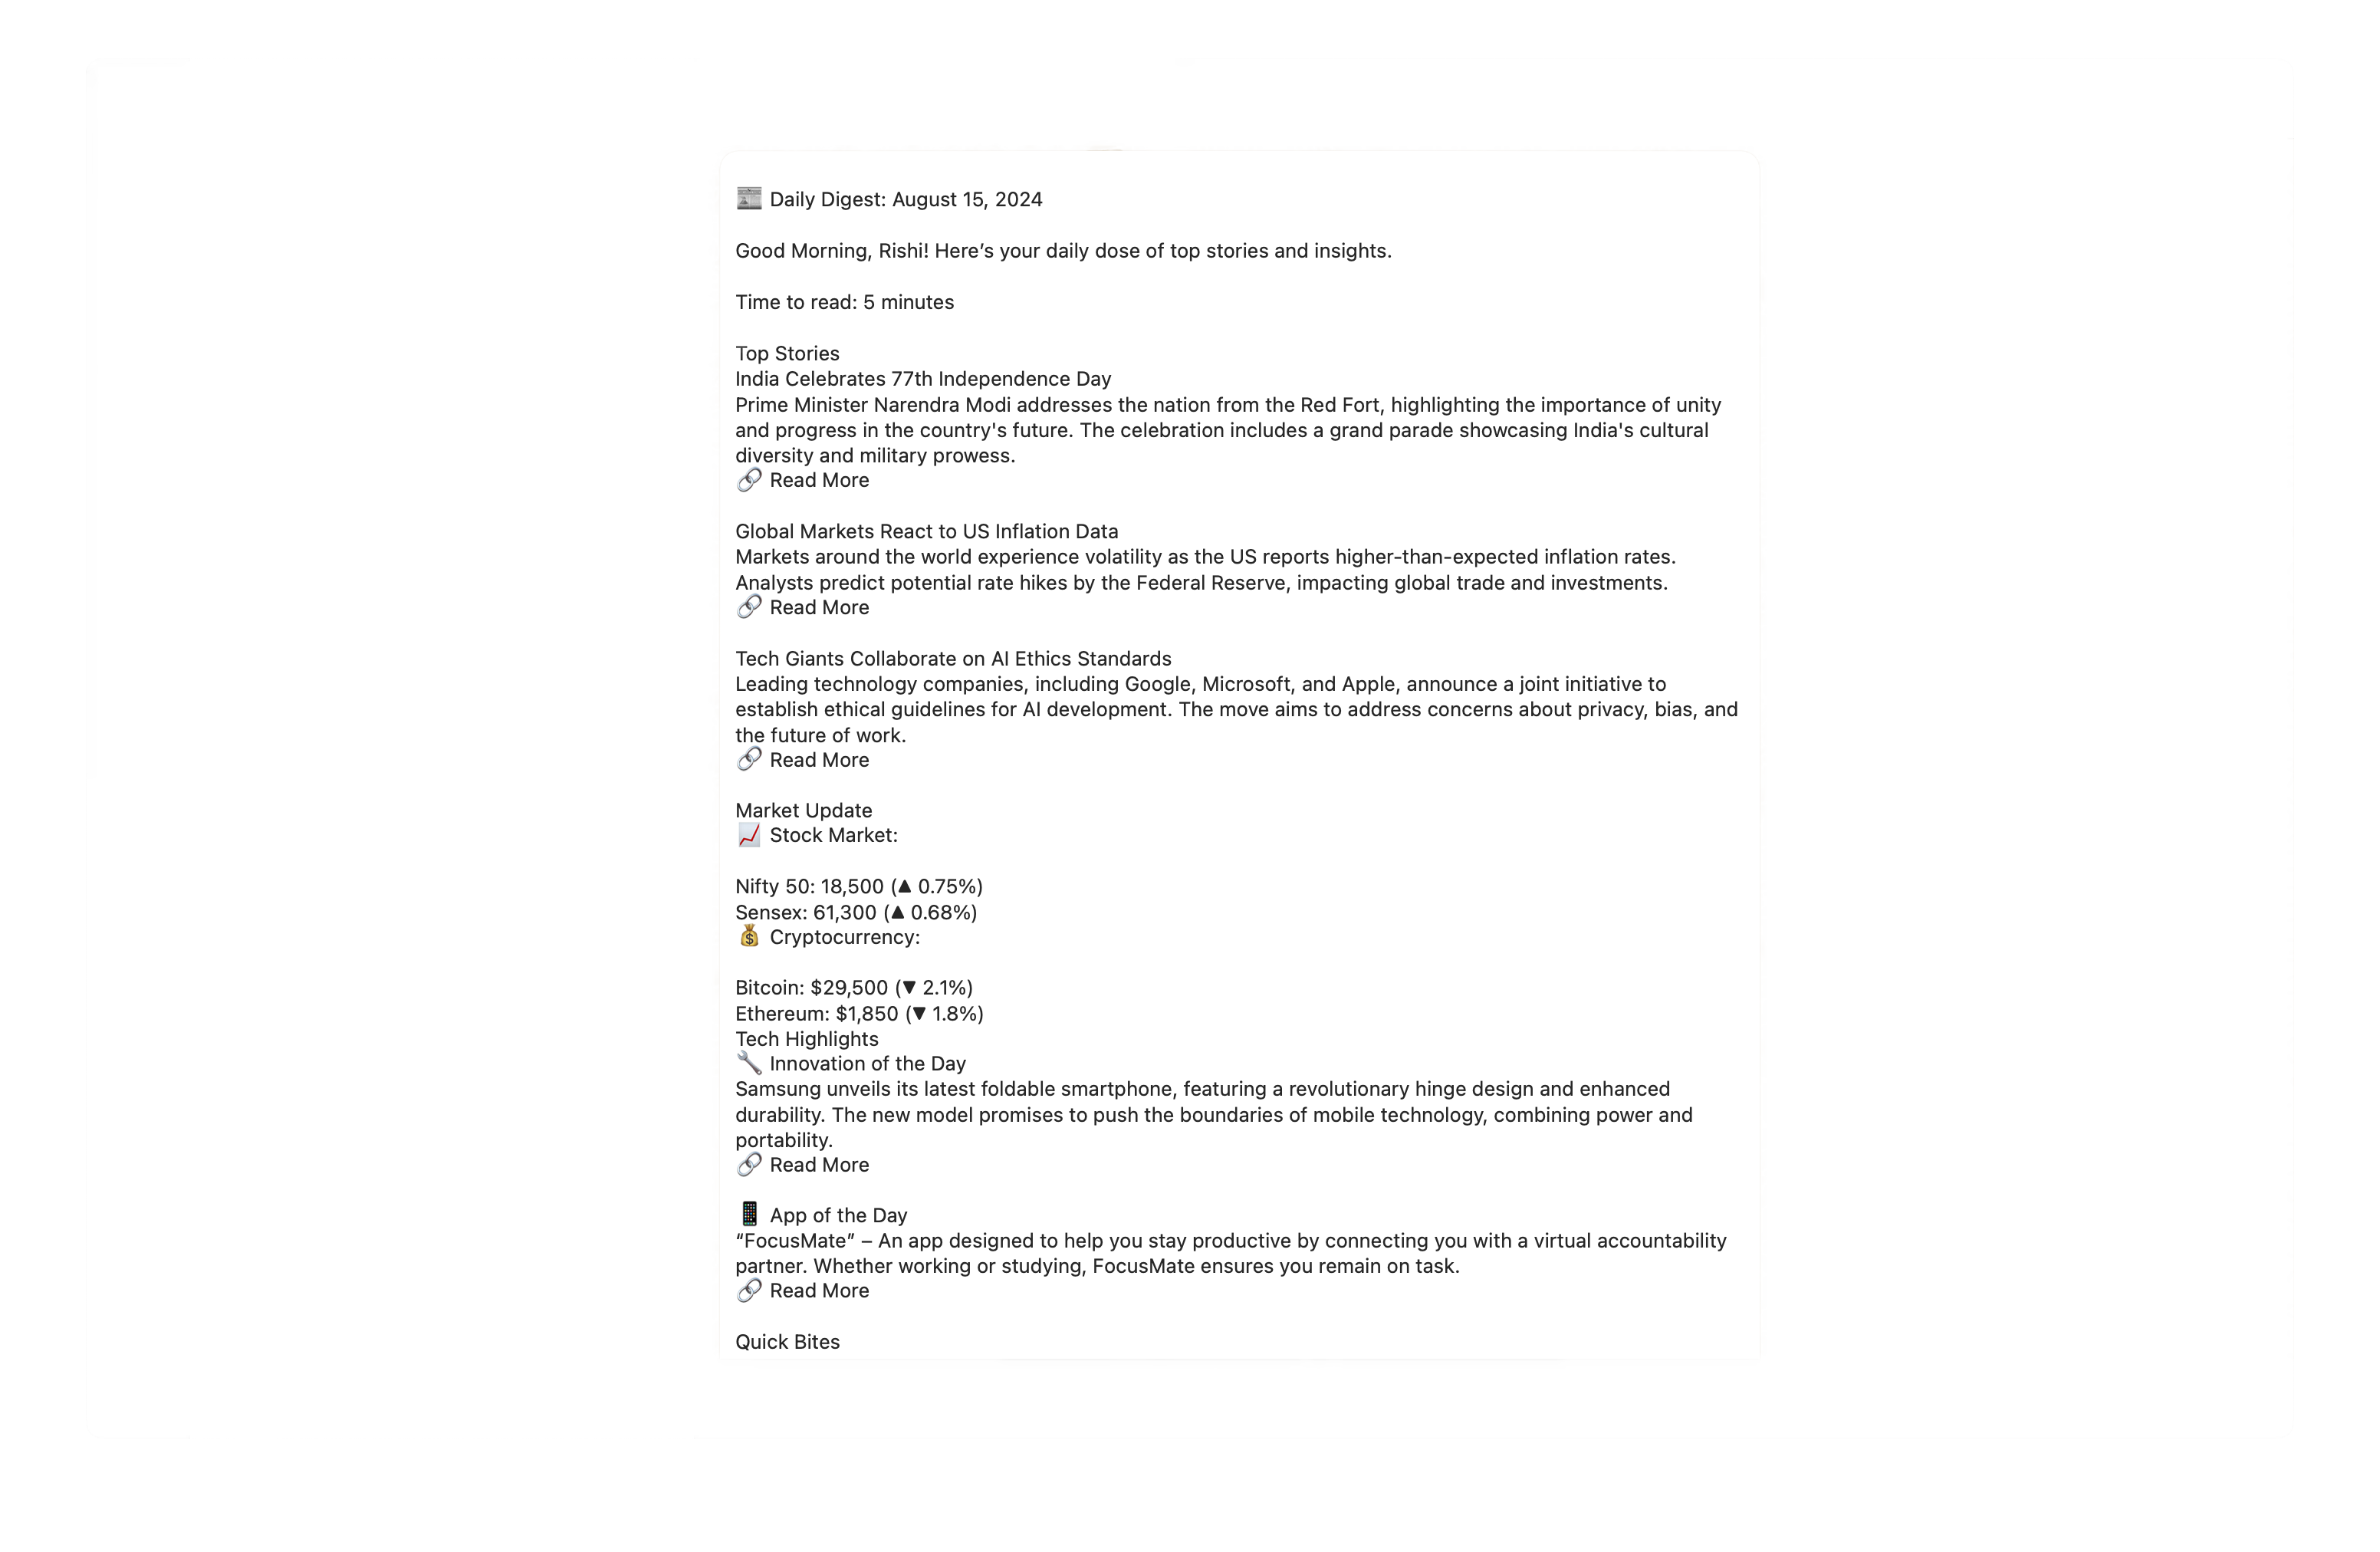 📰 Daily Digest: August 15, 2024
Good Morning, Rishi! Here’s your daily dose of top stories and insights.
Time to read: 5 minutes
Top Stories
India Celebrates 77th Independence Day
Prime Minister Narendra Modi addresses the nation from the Red Fort, highlighting the importance of unity
and progress in the country's future. The celebration includes a grand parade showcasing India's cultural
diversity and military prowess.
🔗 Read More
Global Markets React to US Inflation Data
Markets around the world experience volatility as the US reports higher-than-expected inflation rates.
Analysts predict potential rate hikes by the Federal Reserve, impacting global trade and investments.
🔗 Read More
Tech Giants Collaborate on AI Ethics Standards
Leading technology companies, including Google, Microsoft, and Apple, announce a joint initiative to
establish ethical guidelines for AI development. The move aims to address concerns about privacy, bias, and
the future of work.
🔗 Read More
Market Update
📈 Stock Market:
Nifty 50: 18,500 (▲ 0.75%)
Sensex: 61,300 (▲ 0.68%)
💰 Cryptocurrency:
Bitcoin: $29,500 (▼ 2.1%)
Ethereum: $1,850 (▼ 1.8%)
Tech Highlights
🔧 Innovation of the Day
Samsung unveils its latest foldable smartphone, featuring a revolutionary hinge design and enhanced
durability. The new model promises to push the boundaries of mobile technology, combining power and
portability.
🔗 Read More
📱 App of the Day
“FocusMate” – An app designed to help you stay productive by connecting you with a virtual accountability
partner. Whether working or studying, FocusMate ensures you remain on task.
🔗 Read More
Quick Bites